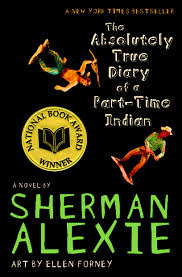 A NEW YORK TIMES BESTSELLER
The
Absolutely
True
Diary
of a
Part-Time
Indian
NATIONAL BOOK AWARD
WINNER
A NOVEL BY
SHERMAN
ALEXIE
ART BY ELLEN FORNEY